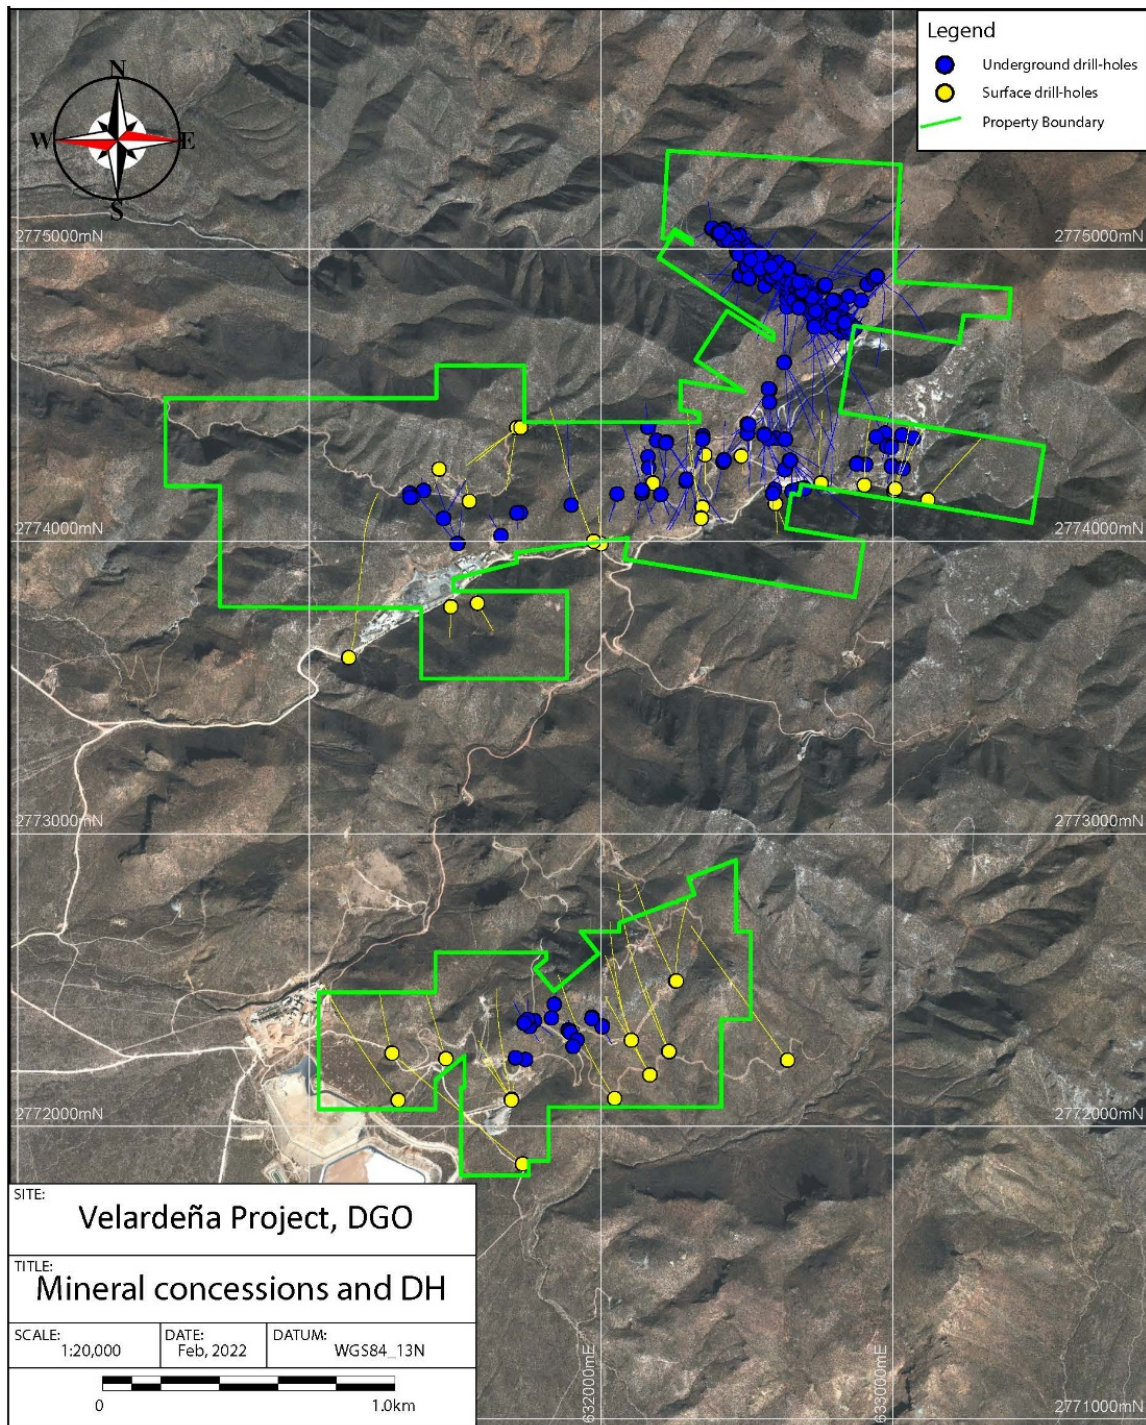 Legend
Underground drill-holes
Surface drill-holes
Property Boundary
N
W
E
S
2775000mN
2775000mN
2774000mN
2774000mN
2773000mN
2773000mN
2772000mN
2772000mN
632000mE
633000mE
2771000mN
SITE:
Velardeña Project, DGO
TITLE:
Mineral concessions and DH
SCALE:
1:20,000
DATE:
Feb, 2022
DATUM:
WGS84_13N
0
1.0km